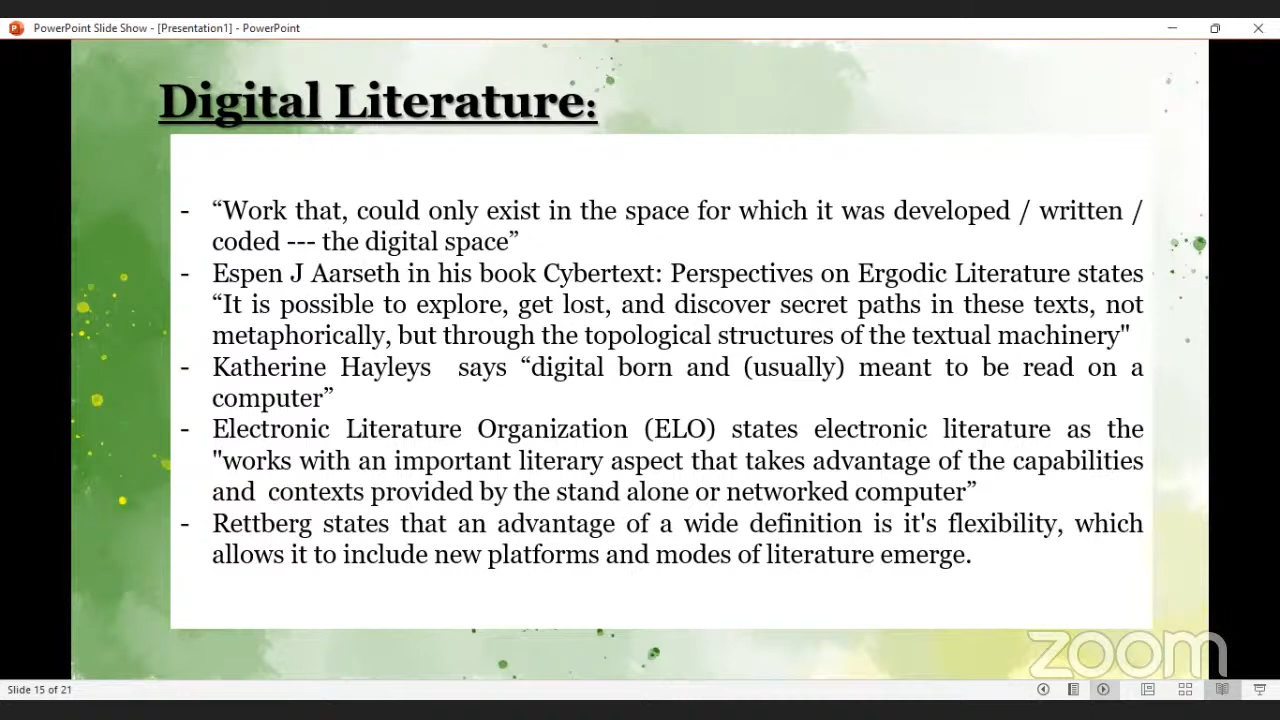 PowerPoint Slide Show - [Presentation1] - PowerPoint
Digital Literature:
- “Work that, could only exist in the space for which it was developed / written /
coded --- the digital space”
- Espen J Aarseth in his book Cybertext: Perspectives on Ergodic Literature states
“It is possible to explore, get lost, and discover secret paths in these texts, not
metaphorically, but through the topological structures of the textual machinery"
- Katherine Hayleys  says “digital born and (usually) meant to be read on a
computer”
- Electronic Literature Organization (ELO) states electronic literature as the
"works with an important literary aspect that takes advantage of the capabilities
and  contexts provided by the stand alone or networked computer”
- Rettberg states that an advantage of a wide definition is it's flexibility, which
allows it to include new platforms and modes of literature emerge.
zoom
Slide 15 of 21